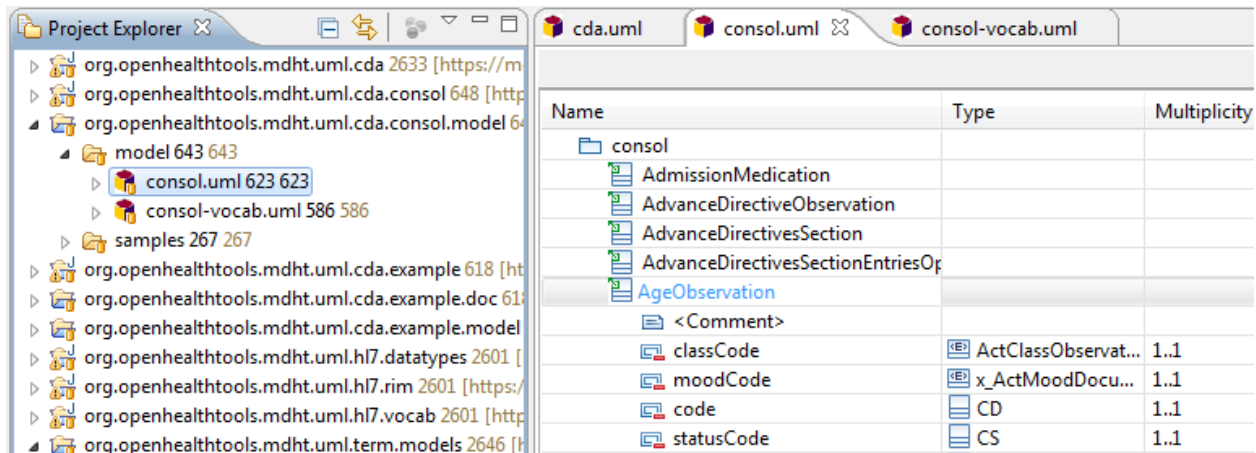 Project Explorer
org.openhealthtools.mdht.uml.cda 2633 [https://m
org.openhealthtools.mdht.uml.cda.consol 648 [http
org.openhealthtools.mdht.uml.cda.consol.model 64
model 643 643
consol.uml 623 623
consol-vocab.uml 586 586
samples 267 267
org.openhealthtools.mdht.uml.cda.example 618 [ht
org.openhealthtools.mdht.uml.cda.example.doc 618
org.openhealthtools.mdht.uml.cda.example.model
org.openhealthtools.mdht.uml.hl7.datatypes 2601 [
org.openhealthtools.mdht.uml.hl7.rim 2601 [https:/
org.openhealthtools.mdht.uml.hl7.vocab 2601 [http
org.openhealthtools.mdht.uml.term.models 2646 [h
cda.uml consol.uml consol-vocab.uml
Name Type Multiplicity
consol
AdmissionMedication
AdvanceDirectiveObservation
AdvanceDirectivesSection
AdvanceDirectivesSectionEntriesOp
AgeObservation
<Comment>
classCode ActClassObservat... 1..1
moodCode x_ActMoodDocu... 1..1
code CD 1..1
statusCode CS 1..1